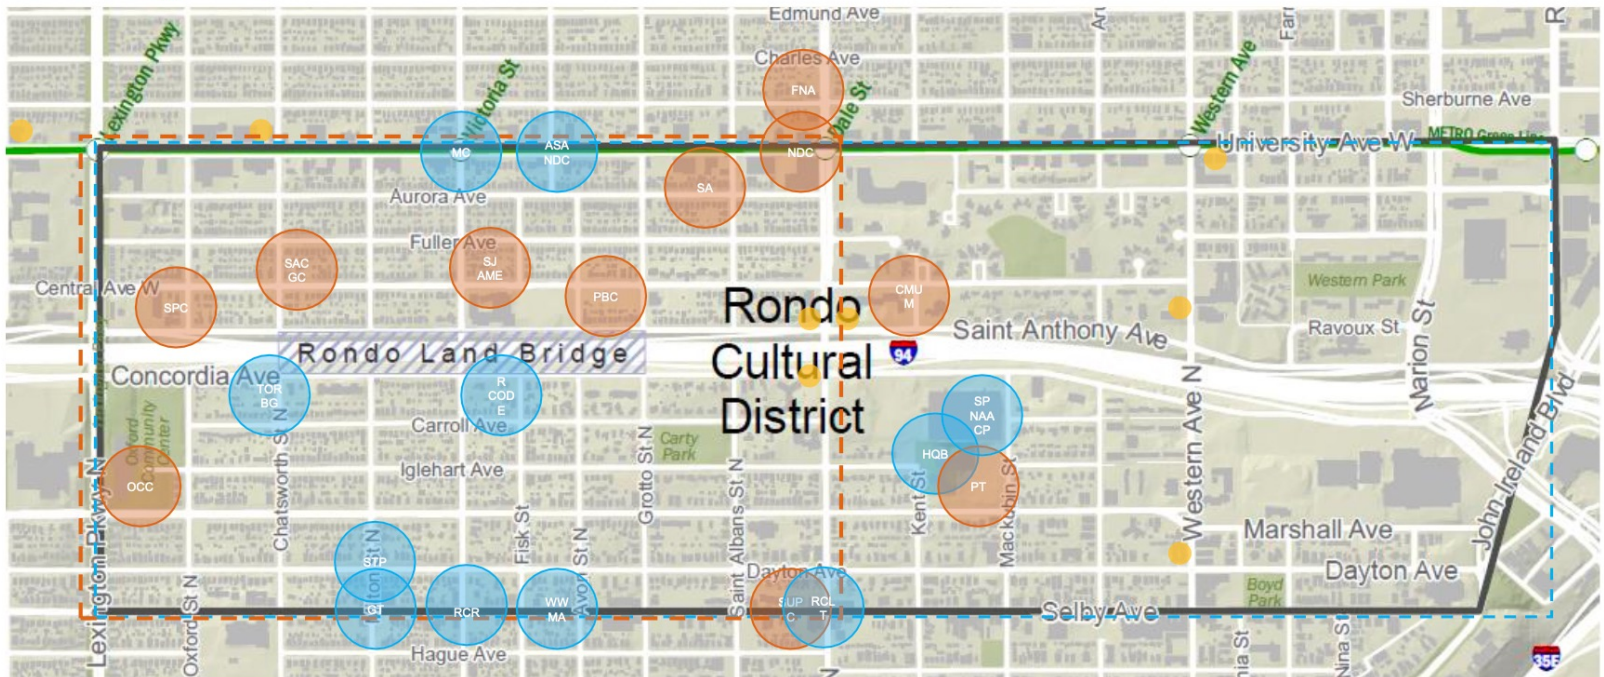 Edmund Ave
Charles Ave
Sherburne Ave
Lexington Pkwy
Victoria St
Dale St
Western Ave
METRO Green Line
University Ave W
FNA
MC
ASA
NDC
NDC
SA
Aurora Ave
Fuller Ave
SAC
GC
SJ
AME
PBC
SPC
CMU
M
Central Ave W
Western Park
Ravoux St
Marion St
Saint Anthony Ave
94
Rondo
Cultural
District
Rondo Land Bridge
Concordia Ave
TOR
BG
R
COD
E
Carroll Ave
Iglehart Ave
Carty
Park
Oxford
Community
Center
OCC
SP
NAA
CP
HQB
PT
Lexington Pkwy N
Chatsworth St N
Oxford St N
Fisk St
Avon St N
Grotto St N
Saint Albans St N
Kent St
Mackubin St
Western Ave N
John Ireland Blvd
Marshall Ave
Dayton Ave
Dayton Ave
Boyd
Park
STP
GT
RCR
WW
MA
SUP
C
RCL
T
Selby Ave
Hague Ave
35E